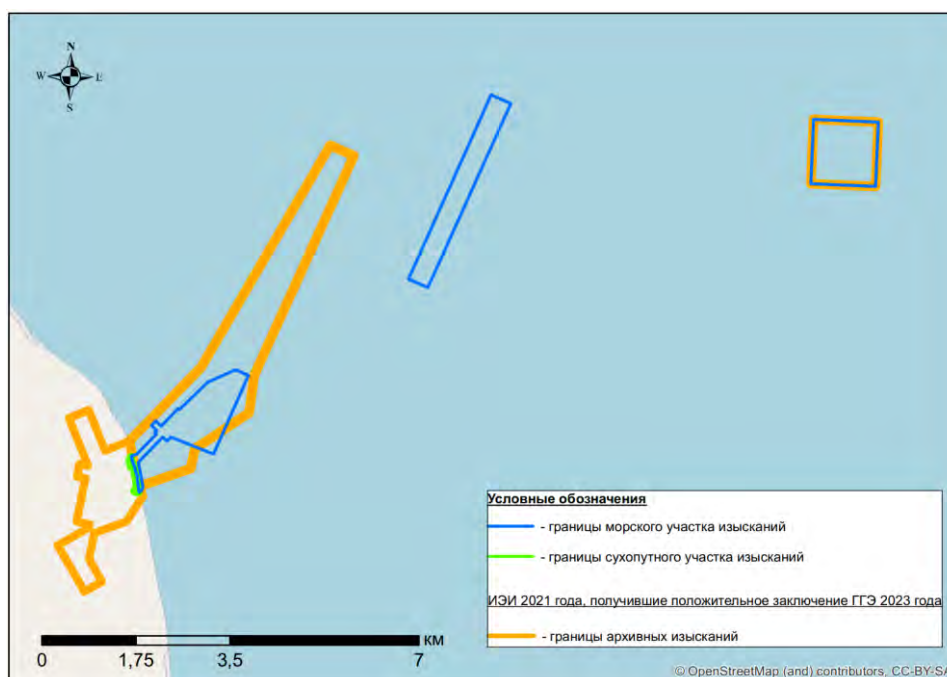 N
W E
S
Условные обозначения
- границы морского участка изысканий
- границы сухопутного участка изысканий
ИЭИ 2021 года, получившие положительное заключение ГГЭ 2023 года
- границы архивных изысканий
км
0 1,75 3,5 7
© OpenStreetMap (and) contributors, CC-BY-SA